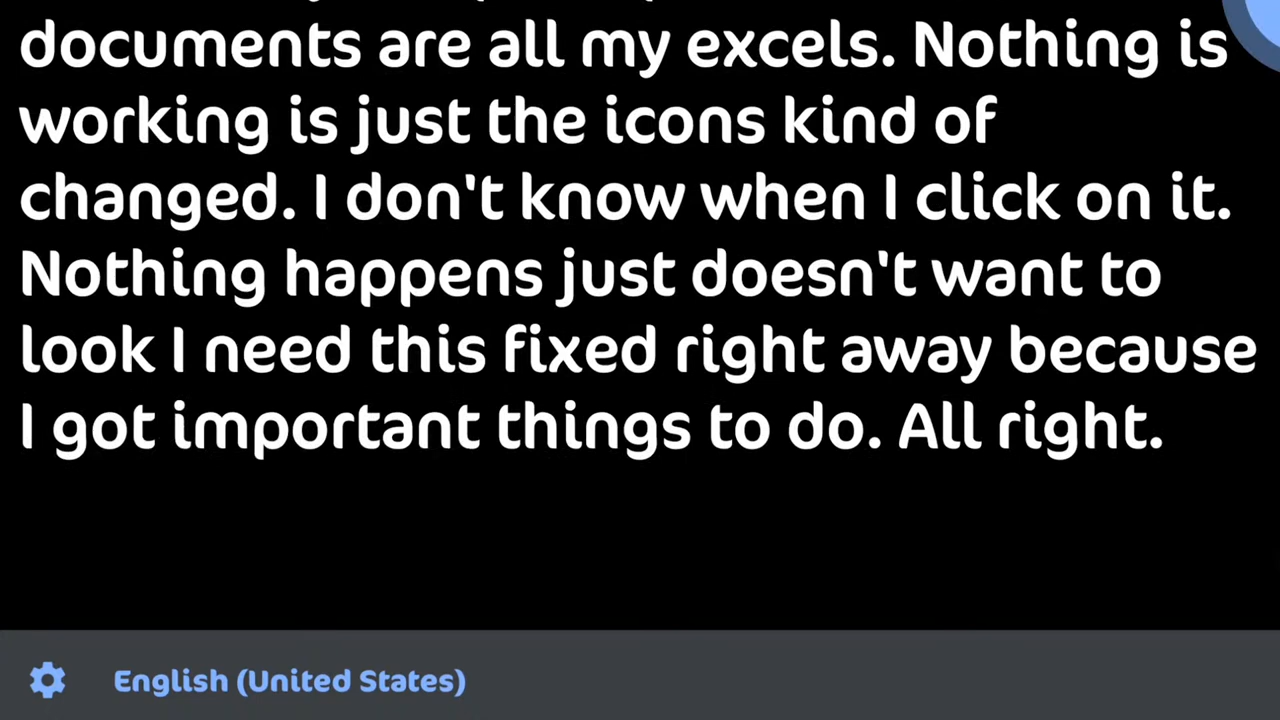 documents are all my excels. Nothing is
working is just the icons kind of
changed. I don't know when I click on it.
Nothing happens just doesn't want to
look I need this fixed right away because
I got important things to do. All right.
English (United States)